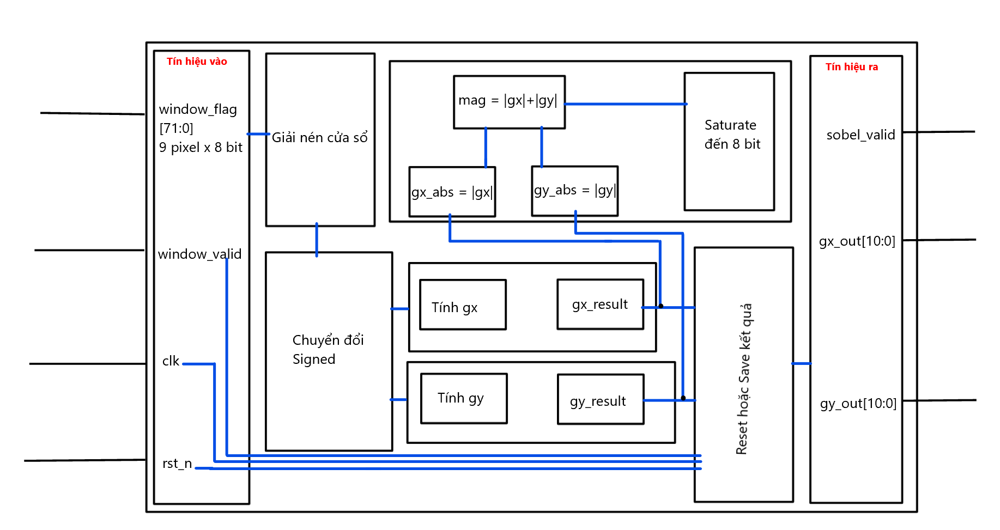 Tín hiệu vào
window_flag
[71:0]
9 pixel x 8 bit
window_valid
clk
rst_n
Giải nén cửa sổ
Chuyển đổi
Signed
mag = |gx|+|gy|
gx_abs = |gx|
gy_abs = |gy|
Saturate
đến 8 bit
Tính gx
gx_result
Tính gy
gy_result
Reset hoặc Save kết quả
Tín hiệu ra
sobel_valid
gx_out[10:0]
gy_out[10:0]